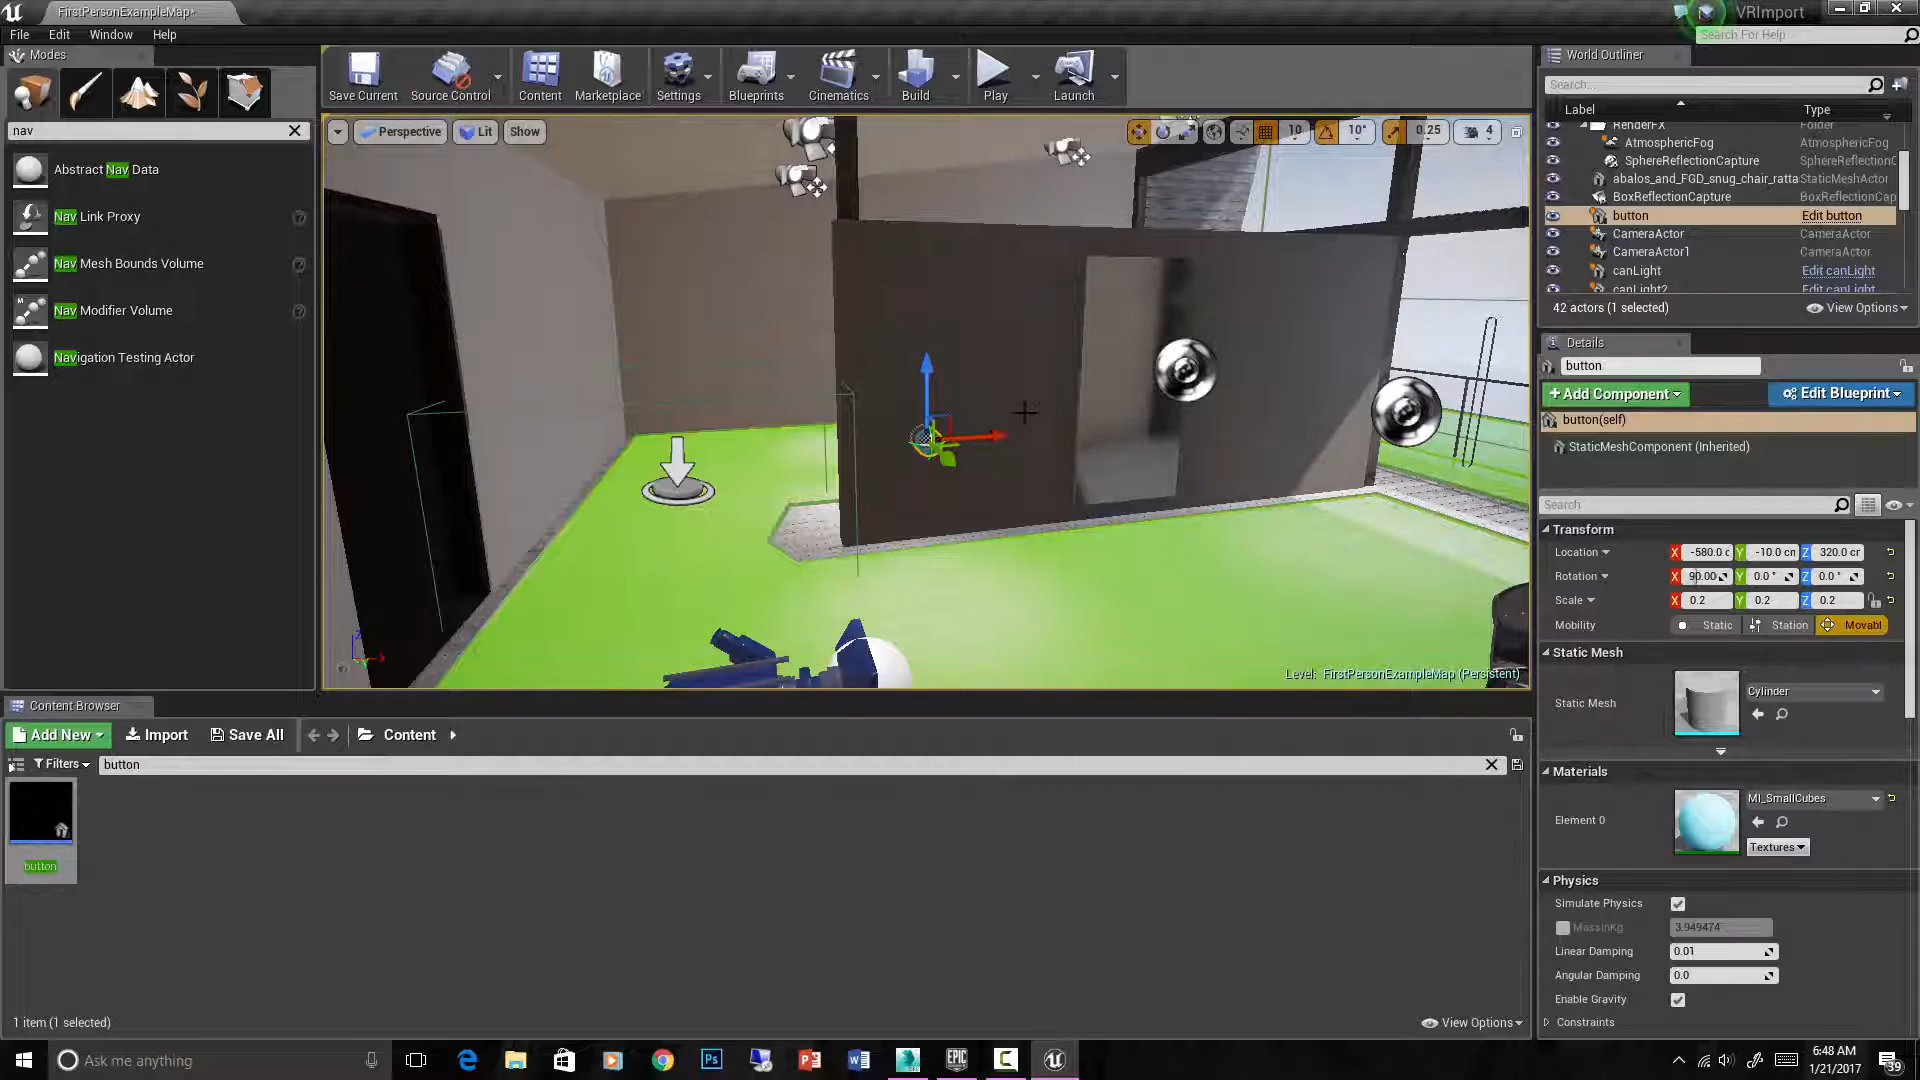 FirstPersonExampleMap*
VRImport
File Edit Window Help
Search For Help
Modes
nav
Abstract Nav Data
Nav Link Proxy
Nav Mesh Bounds Volume
Nav Modifier Volume
Navigation Testing Actor
Save Current
Source Control
Content
Marketplace
Settings
Blueprints
Cinematics
Build
Play
Launch
Perspective
Lit
Show
10
10°
0.25
4
Level: FirstPersonExampleMap (Persistent)
World Outliner
Search...
Label Type
RenderFX Folder
AtmosphericFog AtmosphericFog
SphereReflectionCapture SphereReflectionC
abalos_and_FGD_snug_chair_ratta StaticMeshActor
BoxReflectionCapture BoxReflectionCap
button Edit button
CameraActor CameraActor
CameraActor1 CameraActor
canLight Edit canLight
canLight2 Edit canLight
42 actors (1 selected)
View Options
Details
button
+ Add Component
Edit Blueprint
button(self)
StaticMeshComponent (Inherited)
Search
Transform
Location X -580.0 c Y -10.0 cm Z 320.0 cr
Rotation X 90.00 Y 0.0 ° Z 0.0 °
Scale X 0.2 Y 0.2 Z 0.2
Mobility Static Station Movabl
Static Mesh
Static Mesh
Cylinder
Materials
Element 0
MI_SmallCubes
Textures
Physics
Simulate Physics
MassInKg 3.949474
Linear Damping 0.01
Angular Damping 0.0
Enable Gravity
Constraints
Content Browser
Add New
Import
Save All
Content
Filters
button
button
1 item (1 selected)
View Options
Ask me anything
6:48 AM
1/21/2017
39